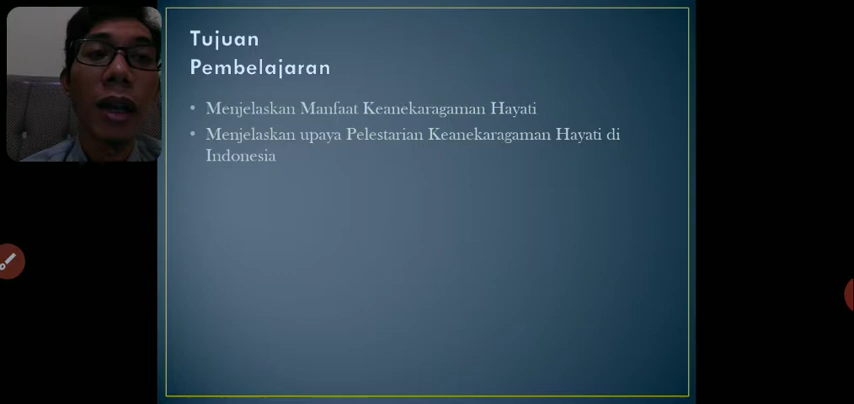 Tujuan
Pembelajaran
• Menjelaskan Manfaat Keanekaragaman Hayati
• Menjelaskan upaya Pelestarian Keanekaragaman Hayati di
Indonesia